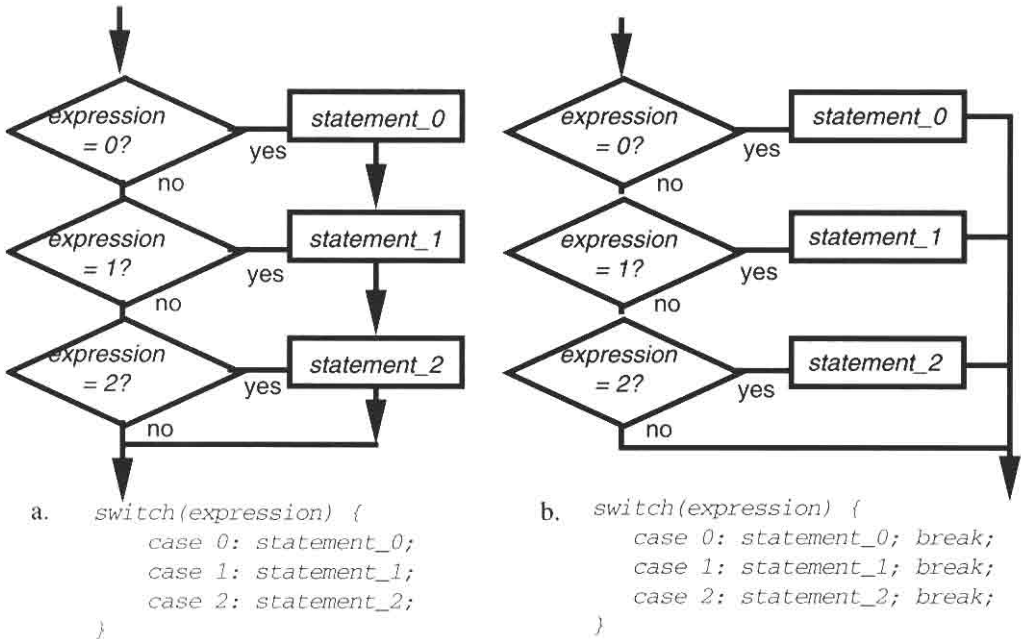 expression
= 0?
yes
no
statement_0
expression
= 1?
yes
no
statement_1
expression
= 2?
yes
no
statement_2
a. switch(expression) {
case 0: statement_0;
case 1: statement_1;
case 2: statement_2;
}
expression
= 0?
yes
no
statement_0
expression
= 1?
yes
no
statement_1
expression
= 2?
yes
no
statement_2
b. switch(expression) {
case 0: statement_0; break;
case 1: statement_1; break;
case 2: statement_2; break;
}